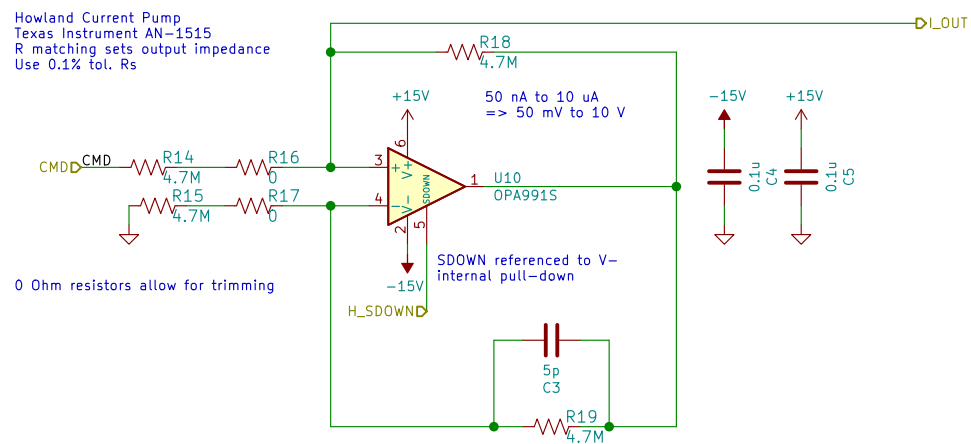 Howland Current Pump
Texas Instrument AN-1515
R matching sets output impedance
Use 0.1% tol. Rs
I_OUT
R18
4.7M
+15V
50 nA to 10 uA
=> 50 mV to 10 V
-15V
+15V
CMD
CMD
R14
4.7M
R16
0
3
+
6
V+
1
U10
OPA991S
SDOWN
R15
4.7M
R17
0
4
-
V-
2
5
0.1u
C4
0.1u
C5
SDOWN referenced to V-
internal pull-down
-15V
0 Ohm resistors allow for trimming
H_SDOWN
5p
C3
R19
4.7M